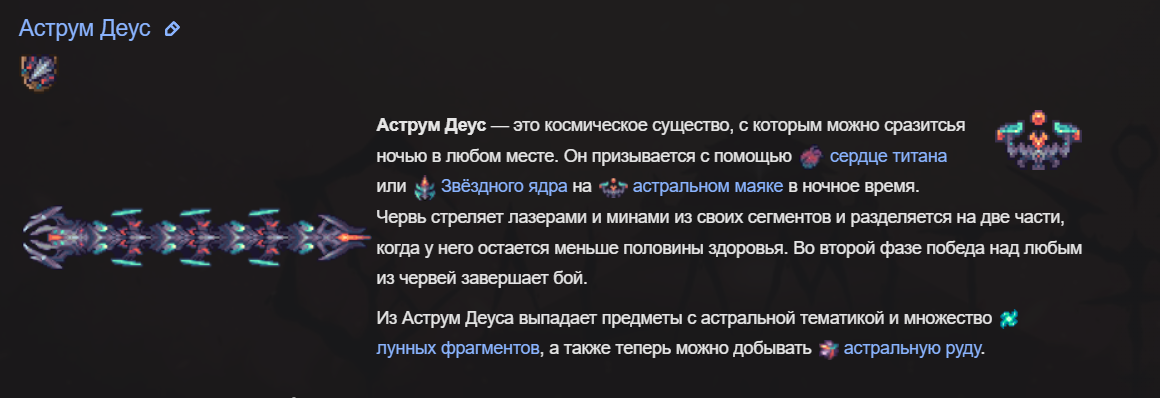 Аструм Деус
Аструм Деус — это космическое существо, с которым можно сразиться
ночью в любом месте. Он призывается с помощью сердце титана
или Звёздного ядра на астральном маяке в ночное время.
Червь стреляет лазерами и минами из своих сегментов и разделяется на две части,
когда у него остается меньше половины здоровья. Во второй фазе победа над любым
из червей завершает бой.
Из Аструм Деуса выпадает предметы с астральной тематикой и множество
лунных фрагментов, а также теперь можно добывать астральную руду.